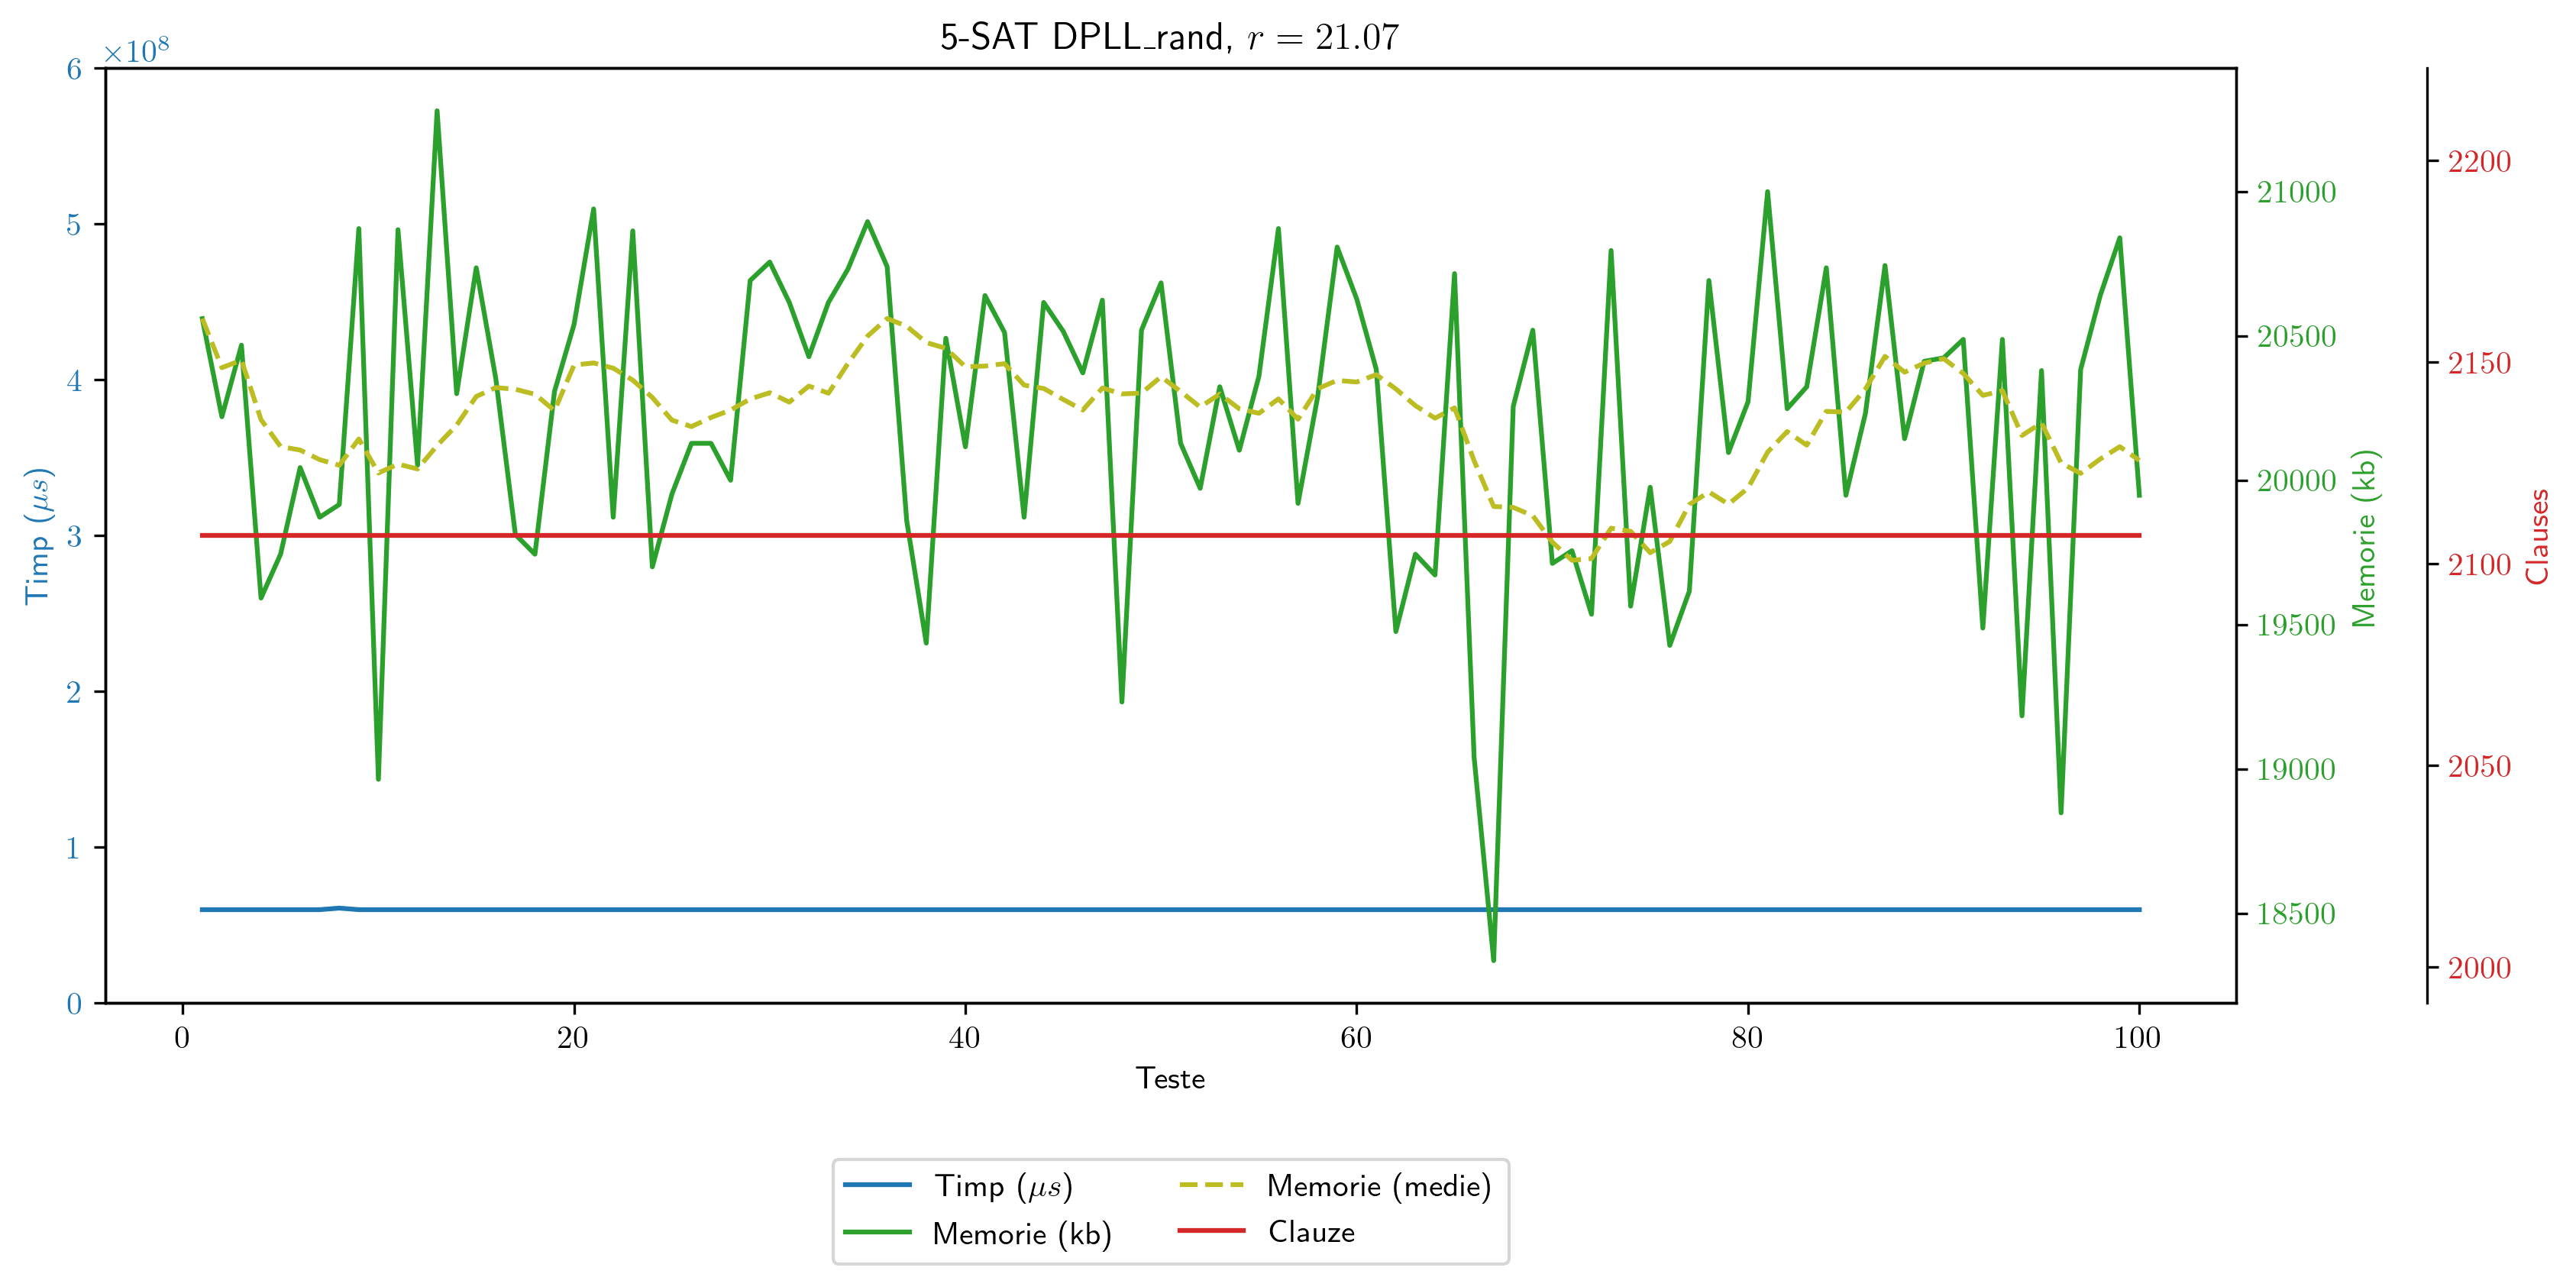 5-SAT DPLL_rand, r = 21.07
×10⁸
6
5
4
3
2
1
0
Timp (μs)
0 20 40 60 80 100
Teste
21000
20500
20000
19500
19000
18500
Memorie (kb)
2200
2150
2100
2050
2000
Clauses
Timp (μs)
Memorie (kb)
Memorie (medie)
Clauze